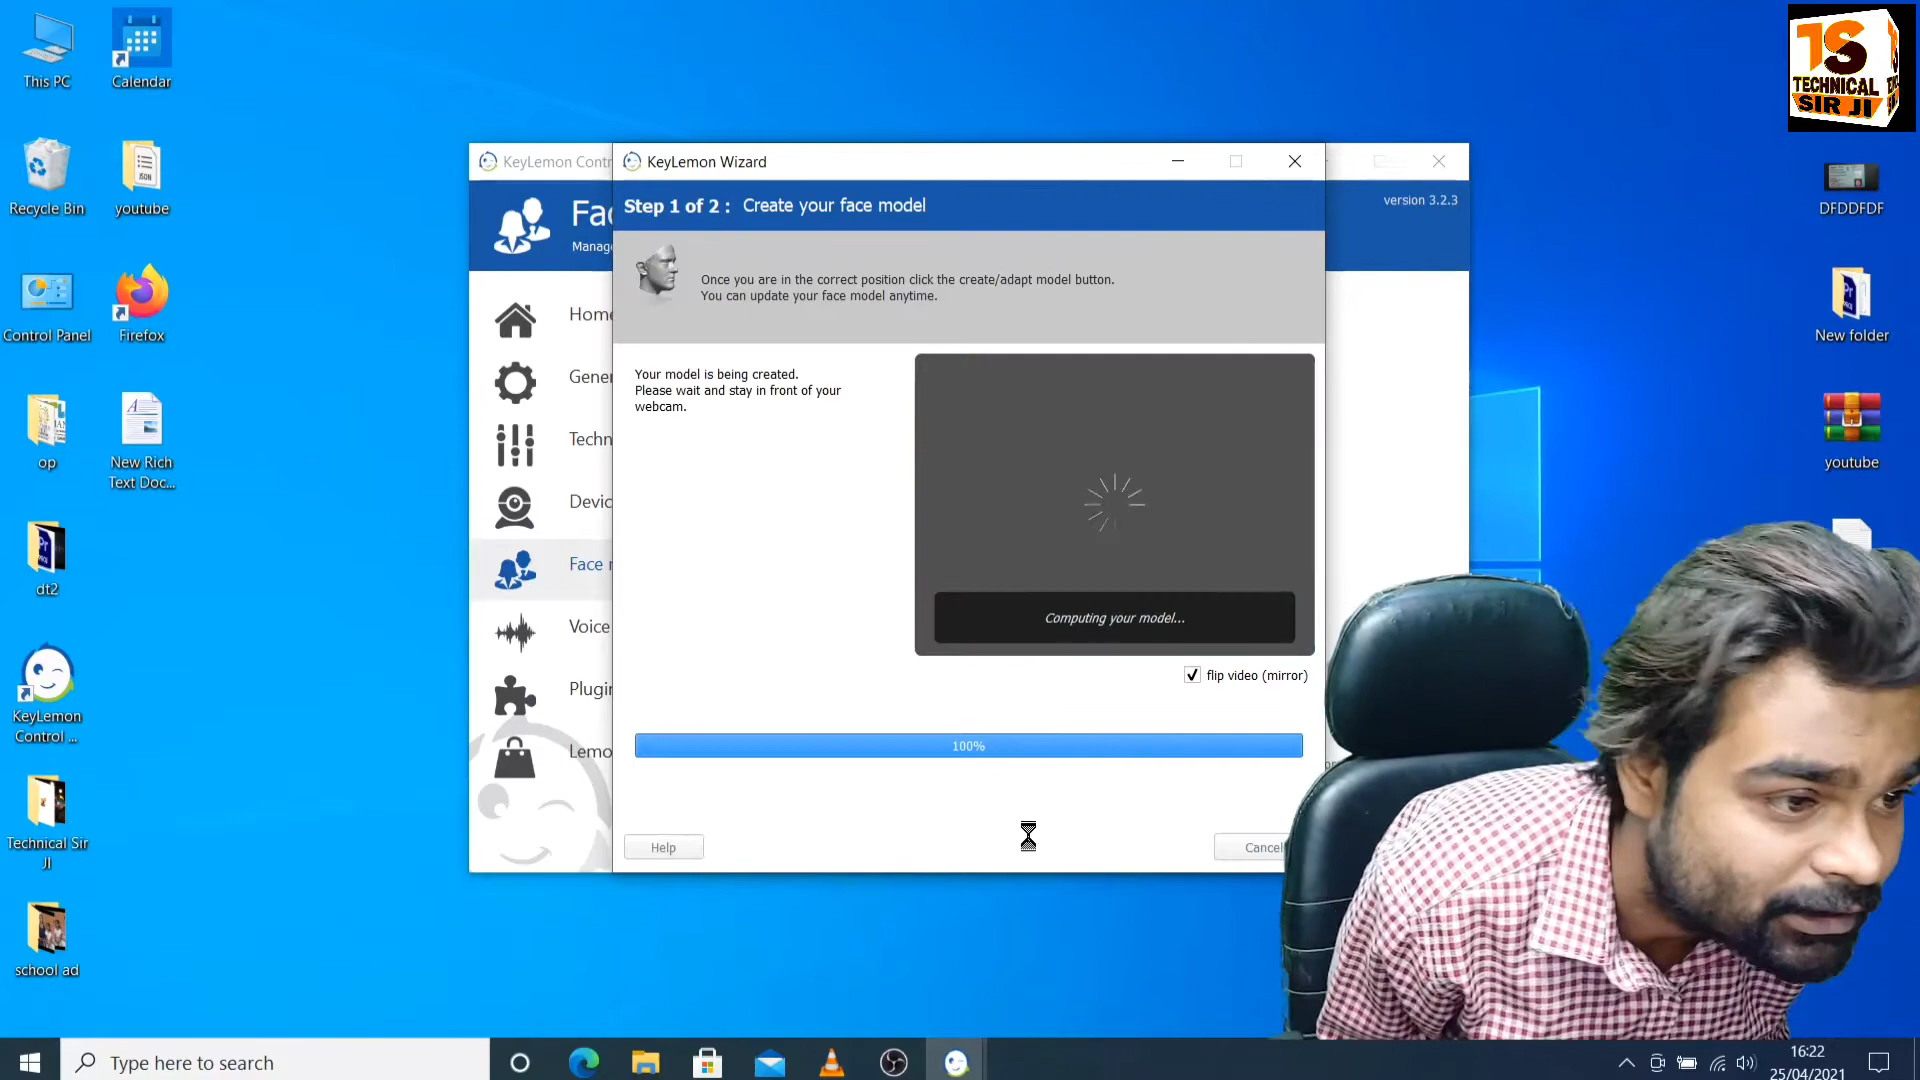 This PC
Calendar
Recycle Bin
JSON
youtube
Control Panel
Firefox
op
New Rich
Text Doc...
dt2
KeyLemon
Control ...
Technical Sir
JI
school ad
TS
TECHNICAL
SIR JI
DFDDFDF
New folder
youtube
KeyLemon Contr
version 3.2.3
Fac
Manage
Home
Gener
Techn
Devic
Face r
Voice
Plugin
Lemo
KeyLemon Wizard
Step 1 of 2 : Create your face model
Once you are in the correct position click the create/adapt model button.
You can update your face model anytime.
Your model is being created.
Please wait and stay in front of your
webcam.
Computing your model...
flip video (mirror)
100%
Help
Cancel
Type here to search
16:22
25/04/2021